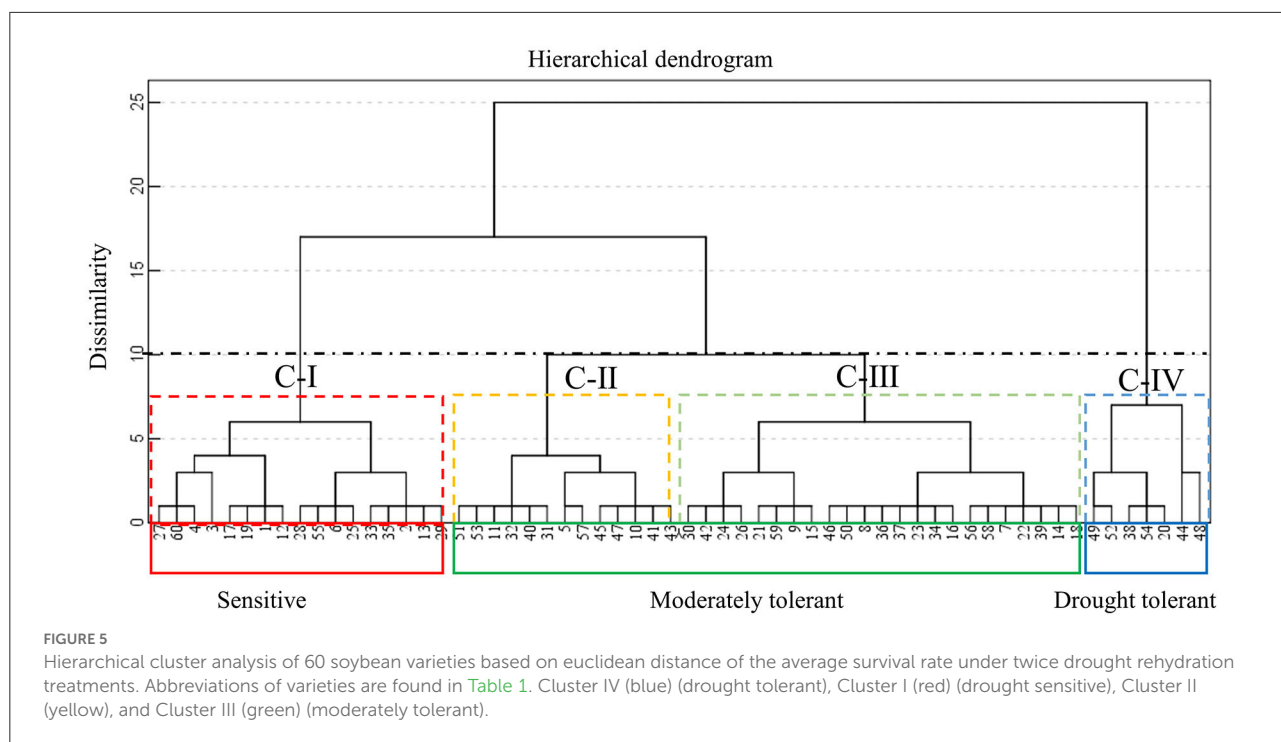 Hierarchical dendrogram
Dissimilarity
25
20
15
10
5
0
C-I
C-II
C-III
C-IV
27 60 4 3 17 19 1 12 28 55 6 25 33 35 2 13 29 51 53 11 32 40 31 5 57 45 47 10 41 43 30 42 24 26 21 59 9 15 46 50 8 36 37 23 34 16 56 58 7 22 39 14 18 49 52 38 54 20 44 48
Sensitive
Moderately tolerant
Drought tolerant
FIGURE 5
Hierarchical cluster analysis of 60 soybean varieties based on euclidean distance of the average survival rate under twice drought rehydration
treatments. Abbreviations of varieties are found in Table 1. Cluster IV (blue) (drought tolerant), Cluster I (red) (drought sensitive), Cluster II
(yellow), and Cluster III (green) (moderately tolerant).